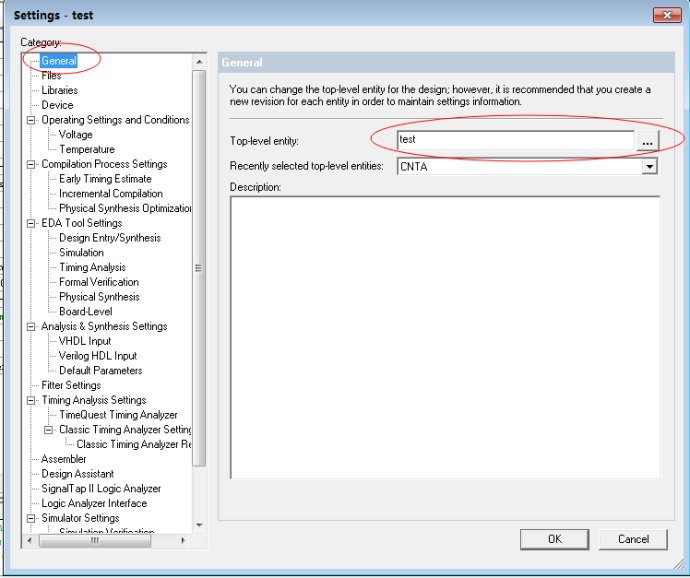 Settings - test
Category:
General
Files
Libraries
Device
Operating Settings and Conditions
Voltage
Temperature
Compilation Process Settings
Early Timing Estimate
Incremental Compilation
Physical Synthesis Optimization
EDA Tool Settings
Design Entry/Synthesis
Simulation
Timing Analysis
Formal Verification
Physical Synthesis
Board-Level
Analysis & Synthesis Settings
VHDL Input
Verilog HDL Input
Default Parameters
Fitter Settings
Timing Analysis Settings
TimeQuest Timing Analyzer
Classic Timing Analyzer Setting
Classic Timing Analyzer Re
Assembler
Design Assistant
SignalTap II Logic Analyzer
Logic Analyzer Interface
Simulator Settings
Simulation Verification
General
You can change the top-level entity for the design; however, it is recommended that you create a
new revision for each entity in order to maintain settings information.
Top-level entity:
test
...
Recently selected top-level entities:
CNTA
Description:
OK
Cancel